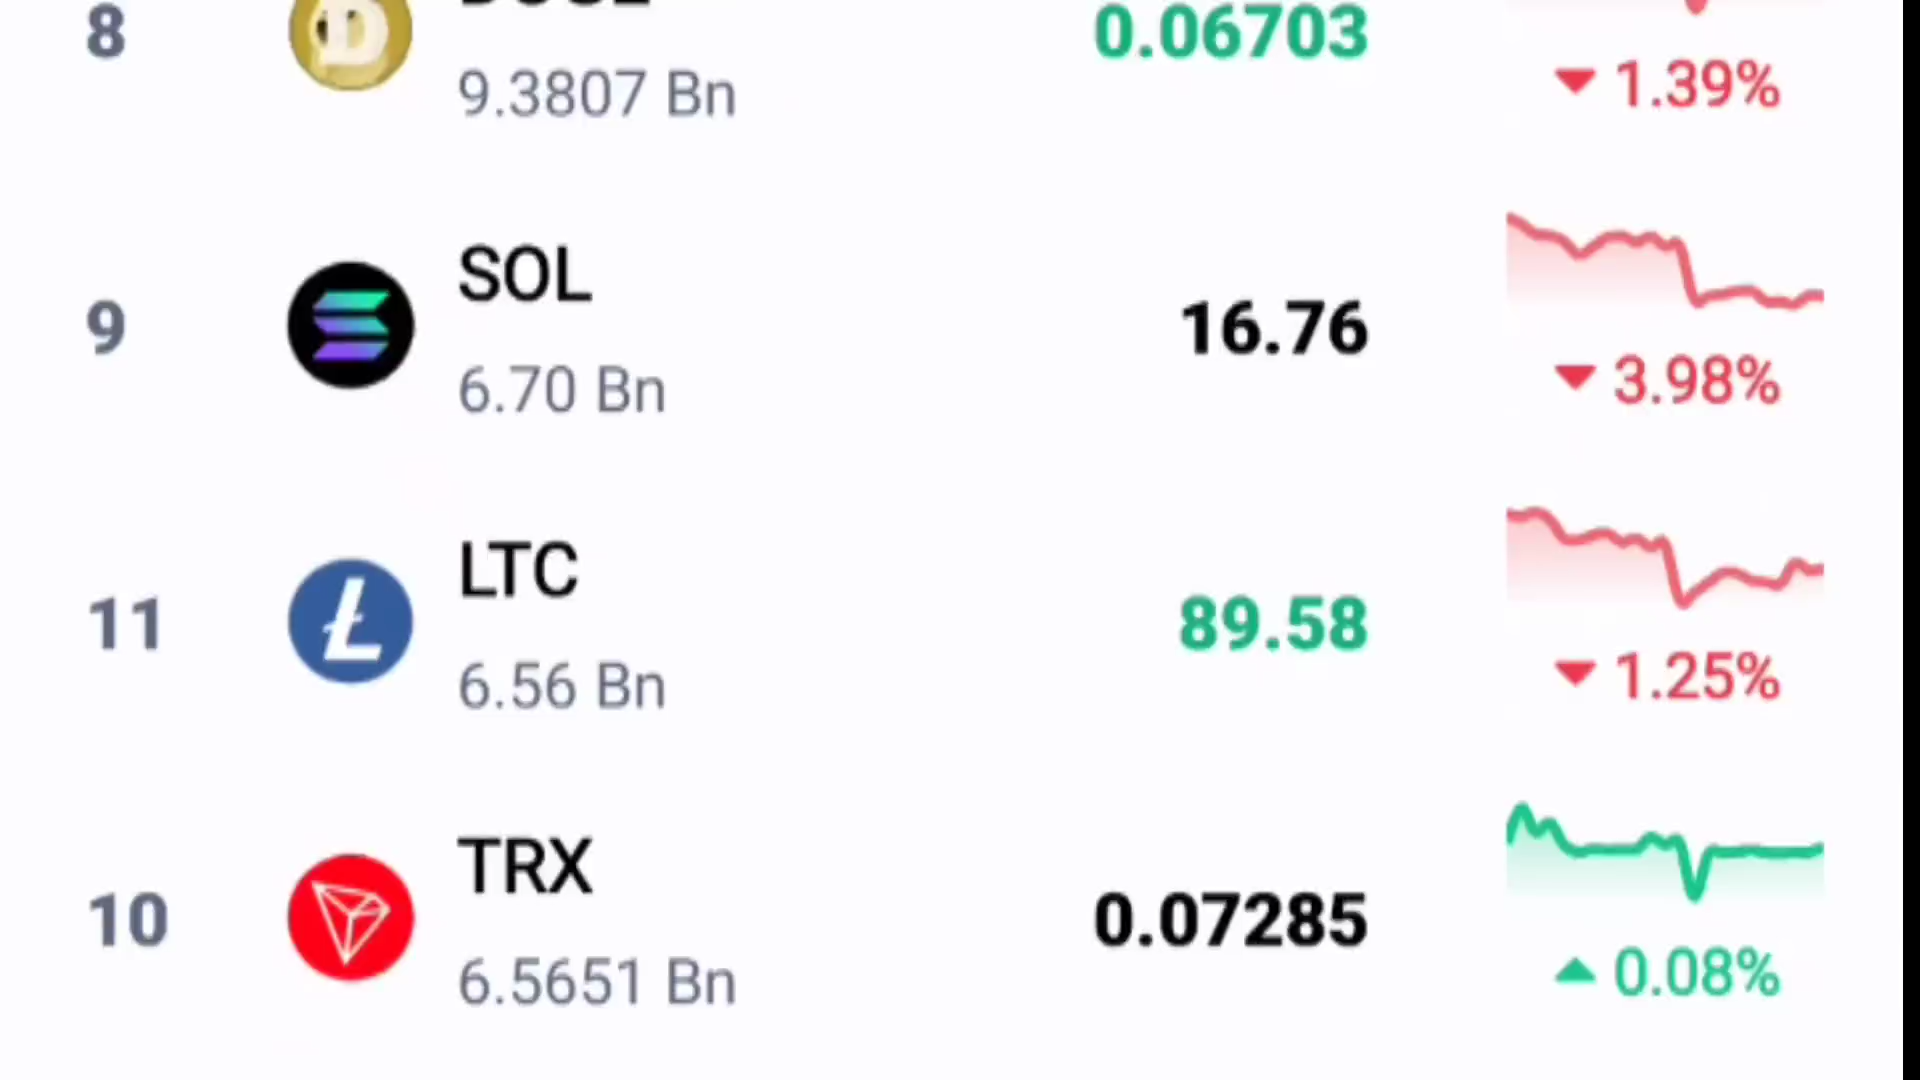 8
0.06703
9.3807 Bn
1.39%
9
SOL
16.76
6.70 Bn
3.98%
11
LTC
89.58
6.56 Bn
1.25%
10
TRX
0.07285
6.5651 Bn
0.08%